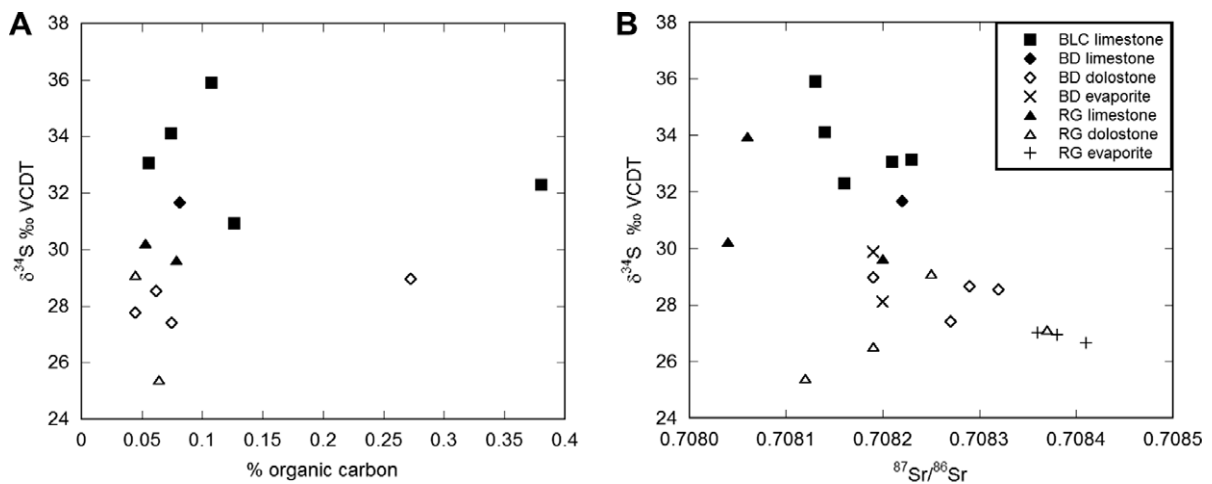 A
38
36
34
32
30
28
26
24
δ34S ‰ VCDT
0 0.05 0.1 0.15 0.2 0.25 0.3 0.35 0.4
% organic carbon
B
38
36
34
32
30
28
26
24
δ34S ‰ VCDT
BLC limestone
BD limestone
BD dolostone
BD evaporite
RG limestone
RG dolostone
RG evaporite
0.7080 0.7081 0.7082 0.7083 0.7084 0.7085
87Sr/86Sr